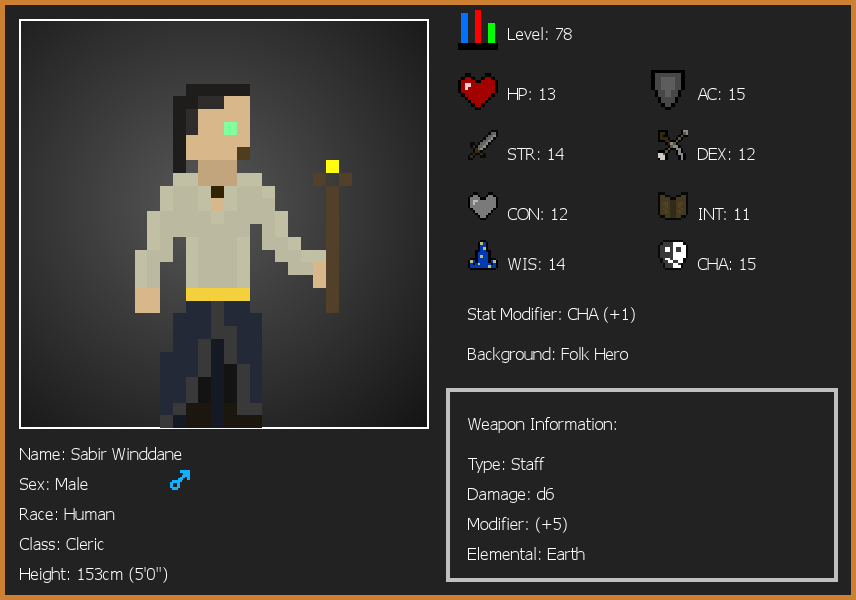 Level: 78
HP: 13
AC: 15
STR: 14
DEX: 12
CON: 12
INT: 11
WIS: 14
CHA: 15
Stat Modifier: CHA (+1)
Background: Folk Hero
Weapon Information:
Type: Staff
Damage: d6
Modifier: (+5)
Elemental: Earth
Name: Sabir Winddane
Sex: Male
Race: Human
Class: Cleric
Height: 153cm (5'0")